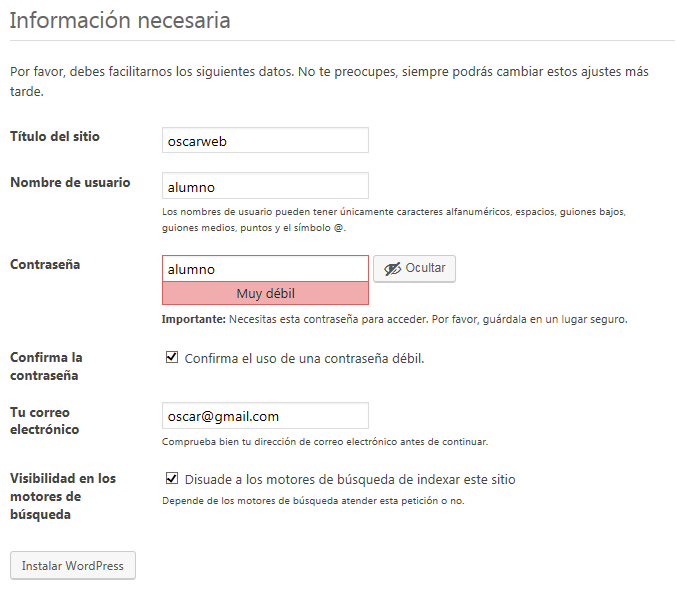 Información necesaria
Por favor, debes facilitarnos los siguientes datos. No te preocupes, siempre podrás cambiar estos ajustes más
tarde.
Título del sitio
oscarweb
Nombre de usuario
alumno
Los nombres de usuario pueden tener únicamente caracteres alfanuméricos, espacios, guiones bajos,
guiones medios, puntos y el símbolo @.
Contraseña
alumno
Ocultar
Muy débil
Importante: Necesitas esta contraseña para acceder. Por favor, guárdala en un lugar seguro.
Confirma la
contraseña
Confirma el uso de una contraseña débil.
Tu correo
electrónico
oscar@gmail.com
Comprueba bien tu dirección de correo electrónico antes de continuar.
Visibilidad en los
motores de
búsqueda
Disuade a los motores de búsqueda de indexar este sitio
Depende de los motores de búsqueda atender esta petición o no.
Instalar WordPress